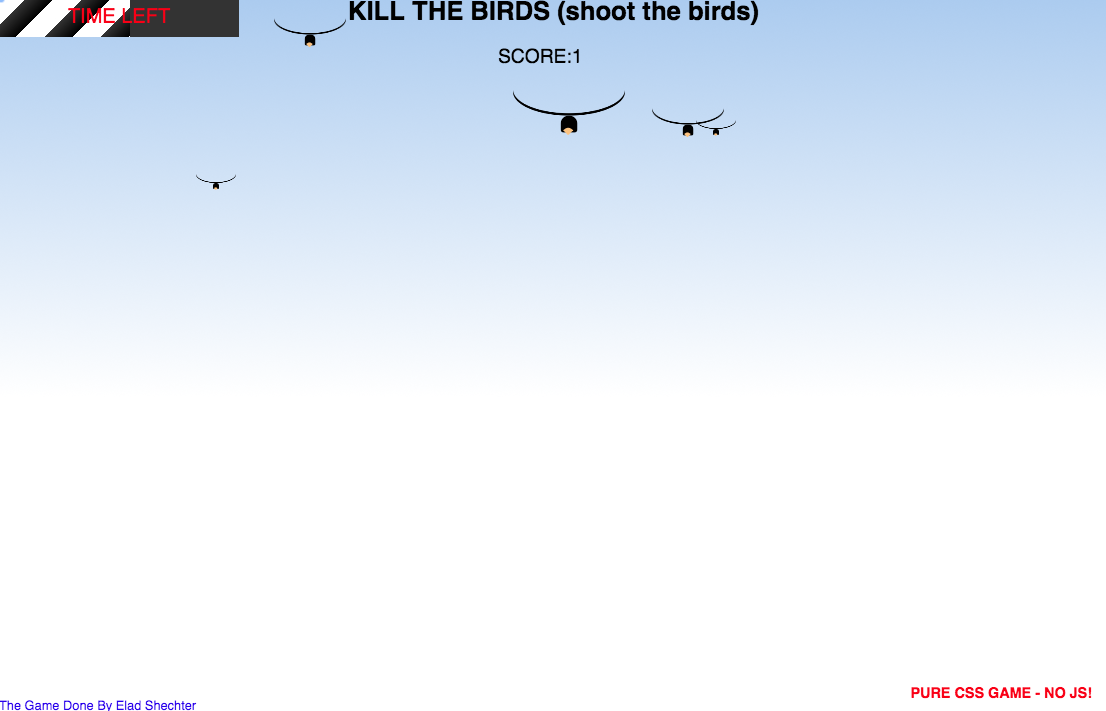 TIME LEFT
KILL THE BIRDS (shoot the birds)
SCORE:1
PURE CSS GAME - NO JS!
The Game Done By Elad Shechter